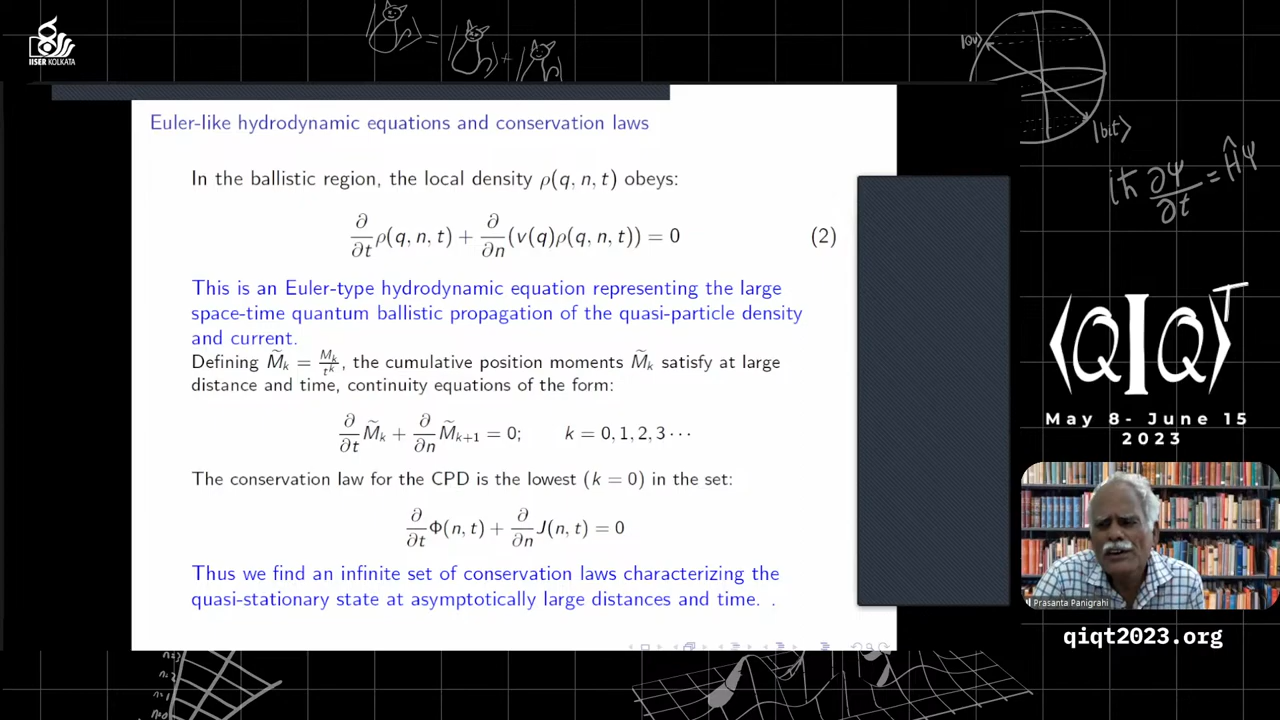 IISER KOLKATA
|Qu⟩
|bit⟩
iħ ∂Ψ/∂t = ĤΨ
Euler-like hydrodynamic equations and conservation laws
In the ballistic region, the local density ρ(q, n, t) obeys:
∂/∂t ρ(q, n, t) + ∂/∂n (v(q)ρ(q, n, t)) = 0 (2)
This is an Euler-type hydrodynamic equation representing the large
space-time quantum ballistic propagation of the quasi-particle density
and current.
Defining M̃_k = M_k/t^k, the cumulative position moments M̃_k satisfy at large
distance and time, continuity equations of the form:
∂/∂t M̃_k + ∂/∂n M̃_{k+1} = 0; k = 0, 1, 2, 3 ···
The conservation law for the CPD is the lowest (k = 0) in the set:
∂/∂t Φ(n, t) + ∂/∂n J(n, t) = 0
Thus we find an infinite set of conservation laws characterizing the
quasi-stationary state at asymptotically large distances and time. .
⟨QIQ⟩T
May 8- June 15
2023
Prasanta Panigrahi
qiqt2023.org
n=3
n=2
n=1
n=0